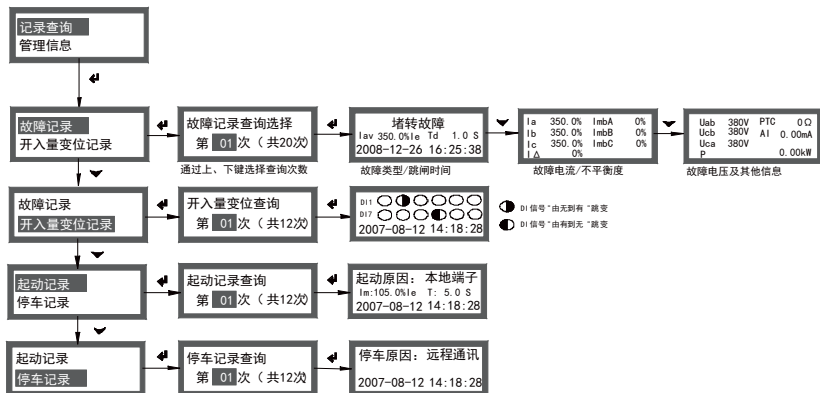 记录查询
管理信息
故障记录
开入量变位记录
故障记录查询选择
第 01 次（共20次）
通过上、下键选择查询次数
堵转故障
Iav 350.0%Ie Td 1.0 S
2008-12-26 16:25:38
故障类型/跳闸时间
Ia 350.0% ImbA 0%
Ib 350.0% ImbB 0%
Ic 350.0% ImbC 0%
I△ 0%
故障电流/不平衡度
Uab 380V PTC 0Ω
Ucb 380V AI 0.00mA
Uca 380V
P 0.00kW
故障电压及其他信息
故障记录
开入量变位记录
开入量变位查询
第 01 次（共12次）
DI1
DI7
2007-08-12 14:18:28
DI信号"由无到有"跳变
DI信号"由有到无"跳变
起动记录
停车记录
起动记录查询
第 01 次（共12次）
起动原因：本地端子
Im:105.0%Ie T: 5.0 S
2007-08-12 14:18:28
起动记录
停车记录
停车记录查询
第 01 次（共12次）
停车原因：远程通讯
2007-08-12 14:18:28